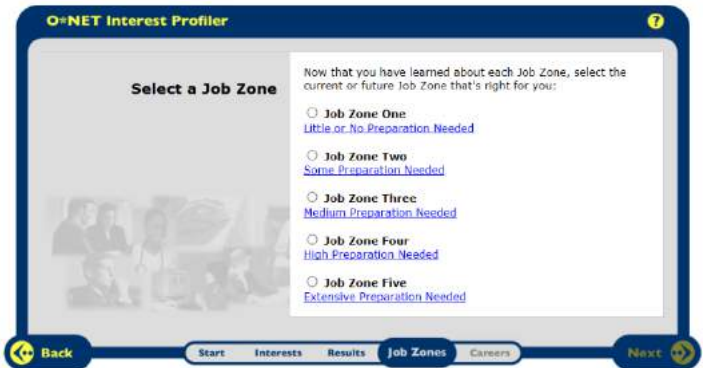 O*NET Interest Profiler
?
Select a Job Zone
Now that you have learned about each Job Zone, select the
current or future Job Zone that's right for you:
Job Zone One
Little or No Preparation Needed
Job Zone Two
Some Preparation Needed
Job Zone Three
Medium Preparation Needed
Job Zone Four
High Preparation Needed
Job Zone Five
Extensive Preparation Needed
Back Start Interests Results Job Zones Careers Next